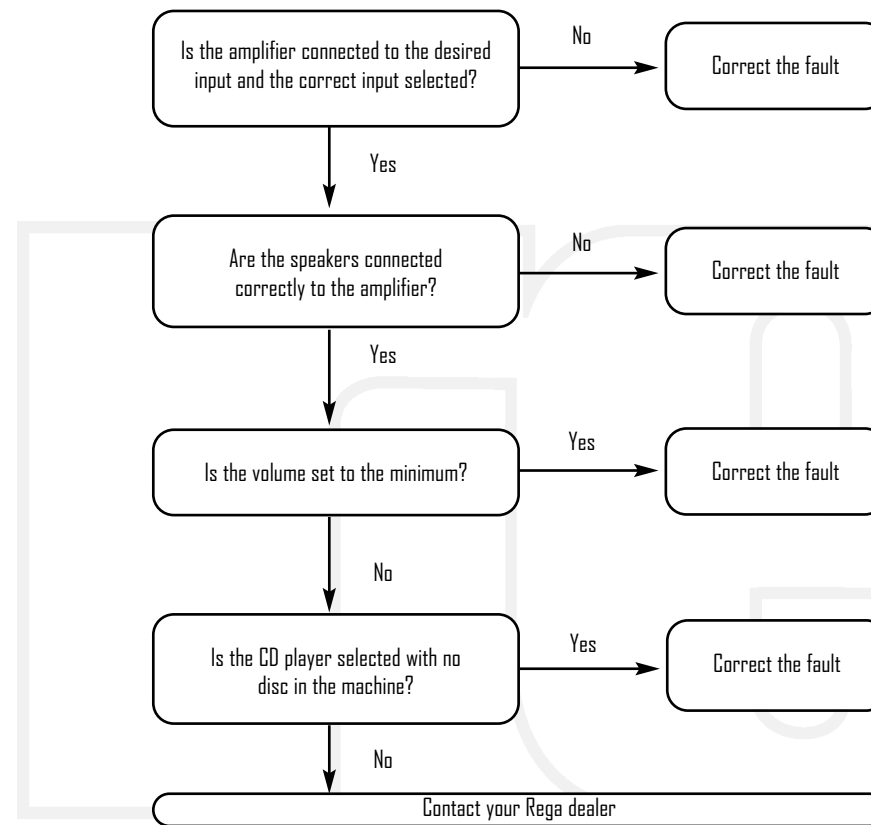 Is the amplifier connected to the desired
input and the correct input selected?
No
Correct the fault
Yes
Are the speakers connected
correctly to the amplifier?
No
Correct the fault
Yes
Is the volume set to the minimum?
Yes
Correct the fault
No
Is the CD player selected with no
disc in the machine?
Yes
Correct the fault
No
Contact your Rega dealer